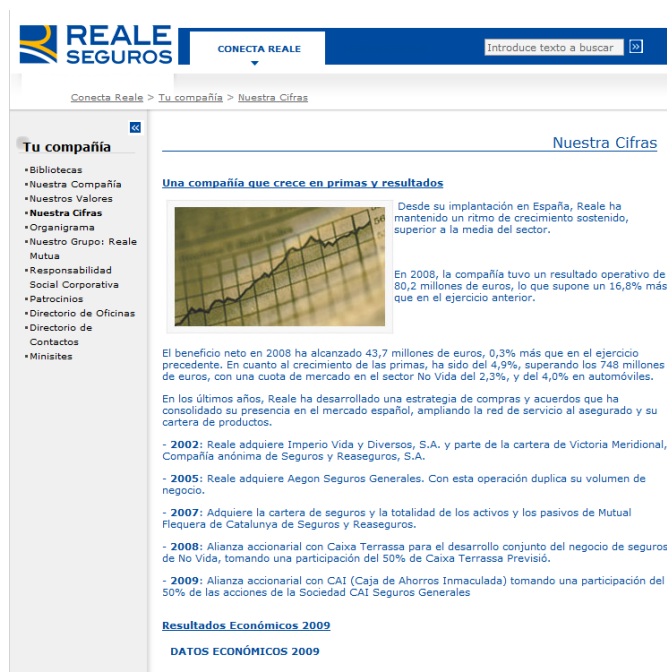 REALE
SEGUROS
CONECTA REALE
Introduce texto a buscar
Conecta Reale > Tu compañía > Nuestra Cifras
Tu compañía
Bibliotecas
Nuestra Compañía
Nuestros Valores
Nuestra Cifras
Organigrama
Nuestro Grupo: Reale
Mutua
Responsabilidad
Social Corporativa
Patrocinios
Directorio de Oficinas
Directorio de
Contactos
Minisites
Nuestra Cifras
Una compañía que crece en primas y resultados
Desde su implantación en España, Reale ha
mantenido un ritmo de crecimiento sostenido,
superior a la media del sector.
En 2008, la compañía tuvo un resultado operativo de
80,2 millones de euros, lo que supone un 16,8% más
que en el ejercicio anterior.
El beneficio neto en 2008 ha alcanzado 43,7 millones de euros, 0,3% más que en el ejercicio
precedente. En cuanto al crecimiento de las primas, ha sido del 4,9%, superando los 748 millones
de euros, con una cuota de mercado en el sector No Vida del 2,3%, y del 4,0% en automóviles.
En los últimos años, Reale ha desarrollado una estrategia de compras y acuerdos que ha
consolidado su presencia en el mercado español, ampliando la red de servicio al asegurado y su
cartera de productos.
- 2002: Reale adquiere Imperio Vida y Diversos, S.A. y parte de la cartera de Victoria Meridional,
Compañía anónima de Seguros y Reaseguros, S.A.
- 2005: Reale adquiere Aegon Seguros Generales. Con esta operación duplica su volumen de
negocio.
- 2007: Adquiere la cartera de seguros y la totalidad de los activos y los pasivos de Mutual
Flequera de Catalunya de Seguros y Reaseguros.
- 2008: Alianza accionarial con Caixa Terrassa para el desarrollo conjunto del negocio de seguros
de No Vida, tomando una participación del 50% de Caixa Terrassa Previsió.
- 2009: Alianza accionarial con CAI (Caja de Ahorros Inmaculada) tomando una participación del
50% de las acciones de la Sociedad CAI Seguros Generales
Resultados Económicos 2009
DATOS ECONÓMICOS 2009